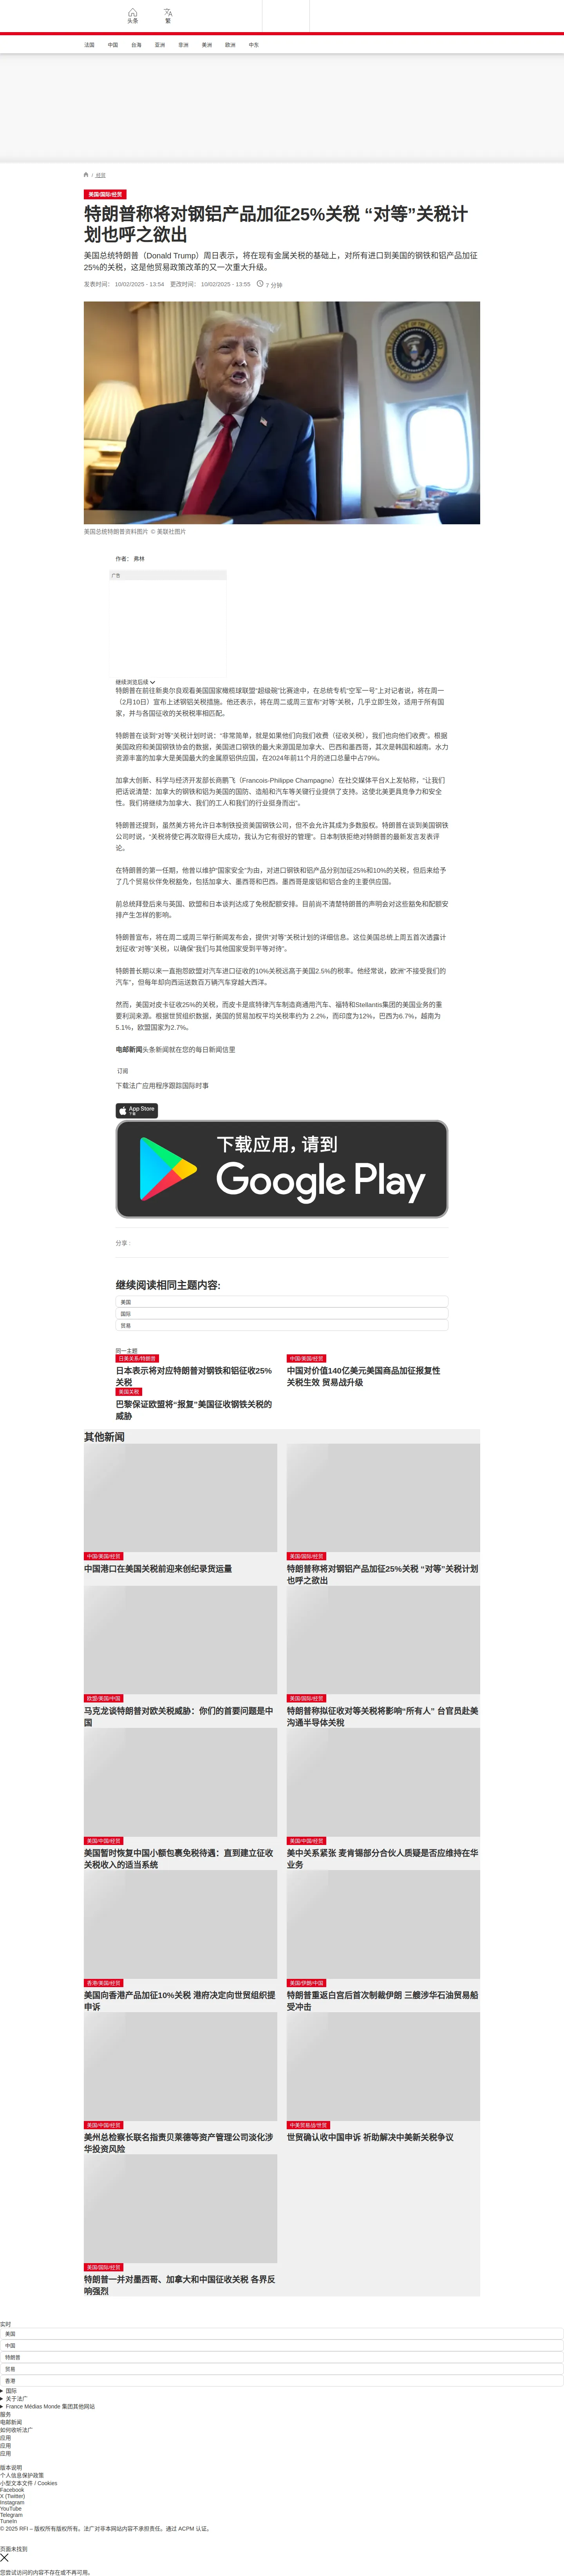 头条
繁
法国
中国
台海
亚洲
非洲
美洲
欧洲
中东
/ 经贸
美国/国际/经贸
特朗普称将对钢铝产品加征25%关税 “对等”关税计
划也呼之欲出
美国总统特朗普（Donald Trump）周日表示，将在现有金属关税的基础上，对所有进口到美国的钢铁和铝产品加征
25%的关税，这是他贸易政策改革的又一次重大升级。
发表时间： 10/02/2025 - 13:54 更改时间： 10/02/2025 - 13:55 7 分钟
美国总统特朗普资料图片 © 美联社图片
作者： 弗林
广告
继续浏览后续
特朗普在前往新奥尔良观看美国国家橄榄球联盟“超级碗”比赛途中，在总统专机“空军一号”上对记者说，将在周一
（2月10日）宣布上述钢铝关税措施。他还表示，将在周二或周三宣布“对等”关税，几乎立即生效，适用于所有国
家，并与各国征收的关税税率相匹配。
特朗普在谈到“对等”关税计划时说：“非常简单，就是如果他们向我们收费（征收关税），我们也向他们收费”。根据
美国政府和美国钢铁协会的数据，美国进口钢铁的最大来源国是加拿大、巴西和墨西哥，其次是韩国和越南。水力
资源丰富的加拿大是美国最大的金属原铝供应国，在2024年前11个月的进口总量中占79%。
加拿大创新、科学与经济开发部长商鹏飞（Francois-Philippe Champagne）在社交媒体平台X上发帖称，“让我们
把话说清楚：加拿大的钢铁和铝为美国的国防、造船和汽车等关键行业提供了支持。这使北美更具竞争力和安全
性。我们将继续为加拿大、我们的工人和我们的行业挺身而出”。
特朗普还提到，虽然美方将允许日本制铁投资美国钢铁公司，但不会允许其成为多数股权。特朗普在谈到美国钢铁
公司时说，“关税将使它再次取得巨大成功，我认为它有很好的管理”。日本制铁拒绝对特朗普的最新发言发表评
论。
在特朗普的第一任期，他曾以维护“国家安全”为由，对进口钢铁和铝产品分别加征25%和10%的关税，但后来给予
了几个贸易伙伴免税豁免，包括加拿大、墨西哥和巴西。墨西哥是废铝和铝合金的主要供应国。
前总统拜登后来与英国、欧盟和日本谈判达成了免税配额安排。目前尚不清楚特朗普的声明会对这些豁免和配额安
排产生怎样的影响。
特朗普宣布，将在周二或周三举行新闻发布会，提供“对等”关税计划的详细信息。这位美国总统上周五首次透露计
划征收“对等”关税，以确保“我们与其他国家受到平等对待”。
特朗普长期以来一直抱怨欧盟对汽车进口征收的10%关税远高于美国2.5%的税率。他经常说，欧洲“不接受我们的
汽车”，但每年却向西运送数百万辆汽车穿越大西洋。
然而，美国对皮卡征收25%的关税，而皮卡是底特律汽车制造商通用汽车、福特和Stellantis集团的美国业务的重
要利润来源。根据世贸组织数据，美国的贸易加权平均关税率约为 2.2%，而印度为12%，巴西为6.7%，越南为
5.1%，欧盟国家为2.7%。
电邮新闻头条新闻就在您的每日新闻信里
订阅
下载法广应用程序跟踪国际时事
App Store
下载
下载应用，请到
Google Play
分享 :
继续阅读相同主题内容:
美国
国际
贸易
同一主题
日美关系/特朗普
日本表示将对应特朗普对钢铁和铝征收25%
关税
中国/美国/经贸
中国对价值140亿美元美国商品加征报复性
关税生效 贸易战升级
美国关税
巴黎保证欧盟将“报复”美国征收钢铁关税的
威胁
其他新闻
中国/美国/经贸
中国港口在美国关税前迎来创纪录货运量
美国/国际/经贸
特朗普称将对钢铝产品加征25%关税 “对等”关税计划
也呼之欲出
欧盟/美国/中国
马克龙谈特朗普对欧关税威胁：你们的首要问题是中
国
美国/国际/经贸
特朗普称拟征收对等关税将影响“所有人” 台官员赴美
沟通半导体关税
美国/中国/经贸
美国暂时恢复中国小额包裹免税待遇：直到建立征收
关税收入的适当系统
美国/中国/经贸
美中关系紧张 麦肯锡部分合伙人质疑是否应维持在华
业务
香港/美国/经贸
美国向香港产品加征10%关税 港府决定向世贸组织提
申诉
美国/伊朗/中国
特朗普重返白宫后首次制裁伊朗 三艘涉华石油贸易船
受冲击
美国/中国/经贸
美州总检察长联名指责贝莱德等资产管理公司淡化涉
华投资风险
中美贸易战/世贸
世贸确认收中国申诉 祈助解决中美新关税争议
美国/国际/经贸
特朗普一并对墨西哥、加拿大和中国征收关税 各界反
响强烈
实时
美国
中国
特朗普
贸易
香港
国际
关于法广
France Médias Monde 集团其他网站
服务
电邮新闻
如何收听法广
应用
应用
应用
版本说明
个人信息保护政策
小型文本文件 / Cookies
Facebook
X (Twitter)
Instagram
YouTube
Telegram
TuneIn
© 2025 RFI – 版权所有版权所有。法广对非本网站内容不承担责任。通过 ACPM 认证。
页面未找到
您尝试访问的内容不存在或不再可用。